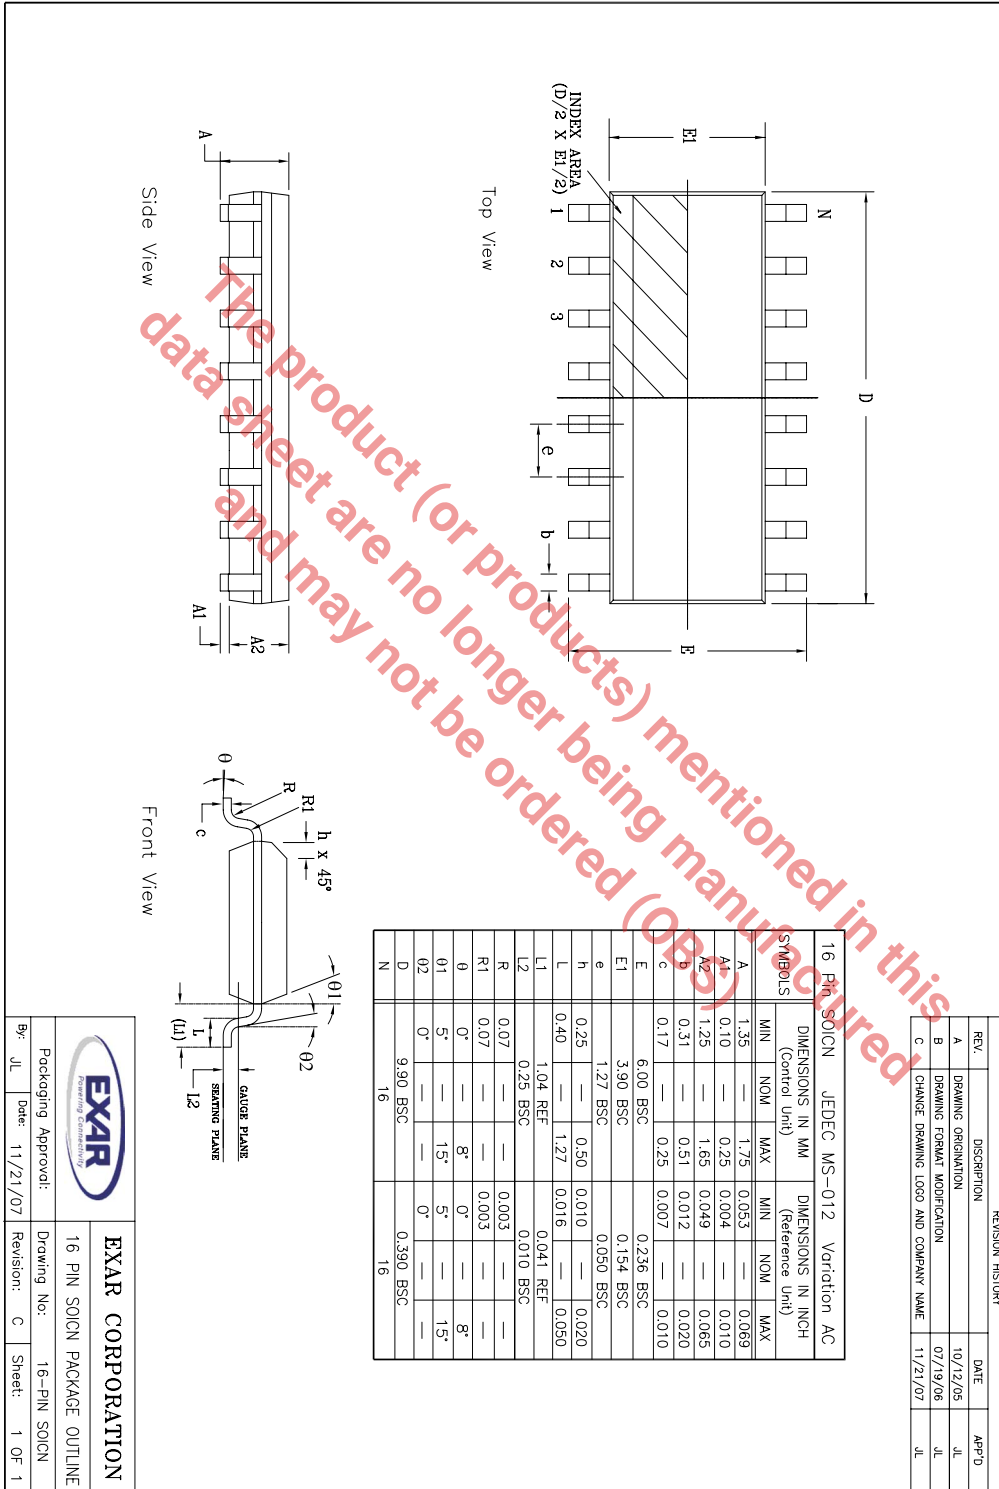 REVISION HISTORY
REV. DISCRIPTION DATE APP'D
A DRAWING ORIGINATION 10/12/05 JL
B DRAWING FORMAT MODIFICATION 07/19/06 JL
C CHANGE DRAWING LOGO AND COMPANY NAME 11/21/07 JL
N
D
E1
E
INDEX AREA
(D/2 X E1/2)
1
2
3
e
b
Top View
A
A1
A2
Side View
16 Pin SOICN JEDEC MS-012 Variation AC
SYMBOLS DIMENSIONS IN MM (Control Unit) DIMENSIONS IN INCH (Reference Unit)
MIN NOM MAX MIN NOM MAX
A 1.35 — 1.75 0.053 — 0.069
A1 0.10 — 0.25 0.004 — 0.010
A2 1.25 — 1.65 0.049 — 0.065
b 0.31 — 0.51 0.012 — 0.020
c 0.17 — 0.25 0.007 — 0.010
E 6.00 BSC 0.236 BSC
E1 3.90 BSC 0.154 BSC
e 1.27 BSC 0.050 BSC
h 0.25 — 0.50 0.010 — 0.020
L 0.40 — 1.27 0.016 — 0.050
L1 1.04 REF 0.041 REF
L2 0.25 BSC 0.010 BSC
R 0.07 — — 0.003 — —
R1 0.07 — — 0.003 — —
θ 0° — 8° 0° — 8°
θ1 5° — 15° 5° — 15°
θ2 0° — — 0° — —
D 9.90 BSC 0.390 BSC
N 16 16
h x 45°
R1
R
θ
c
θ1
θ2
L
(L1)
L2
GAUGE PLANE
SEATING PLANE
Front View
The product (or products) mentioned in this
data sheet are no longer being manufactured
and may not be ordered (OBS)
EXAR
Powering Connectivity
EXAR CORPORATION
16 PIN SOICN PACKAGE OUTLINE
Packaging Approval: Drawing No: 16-PIN SOICN
By: JL Date: 11/21/07 Revision: C Sheet: 1 OF 1